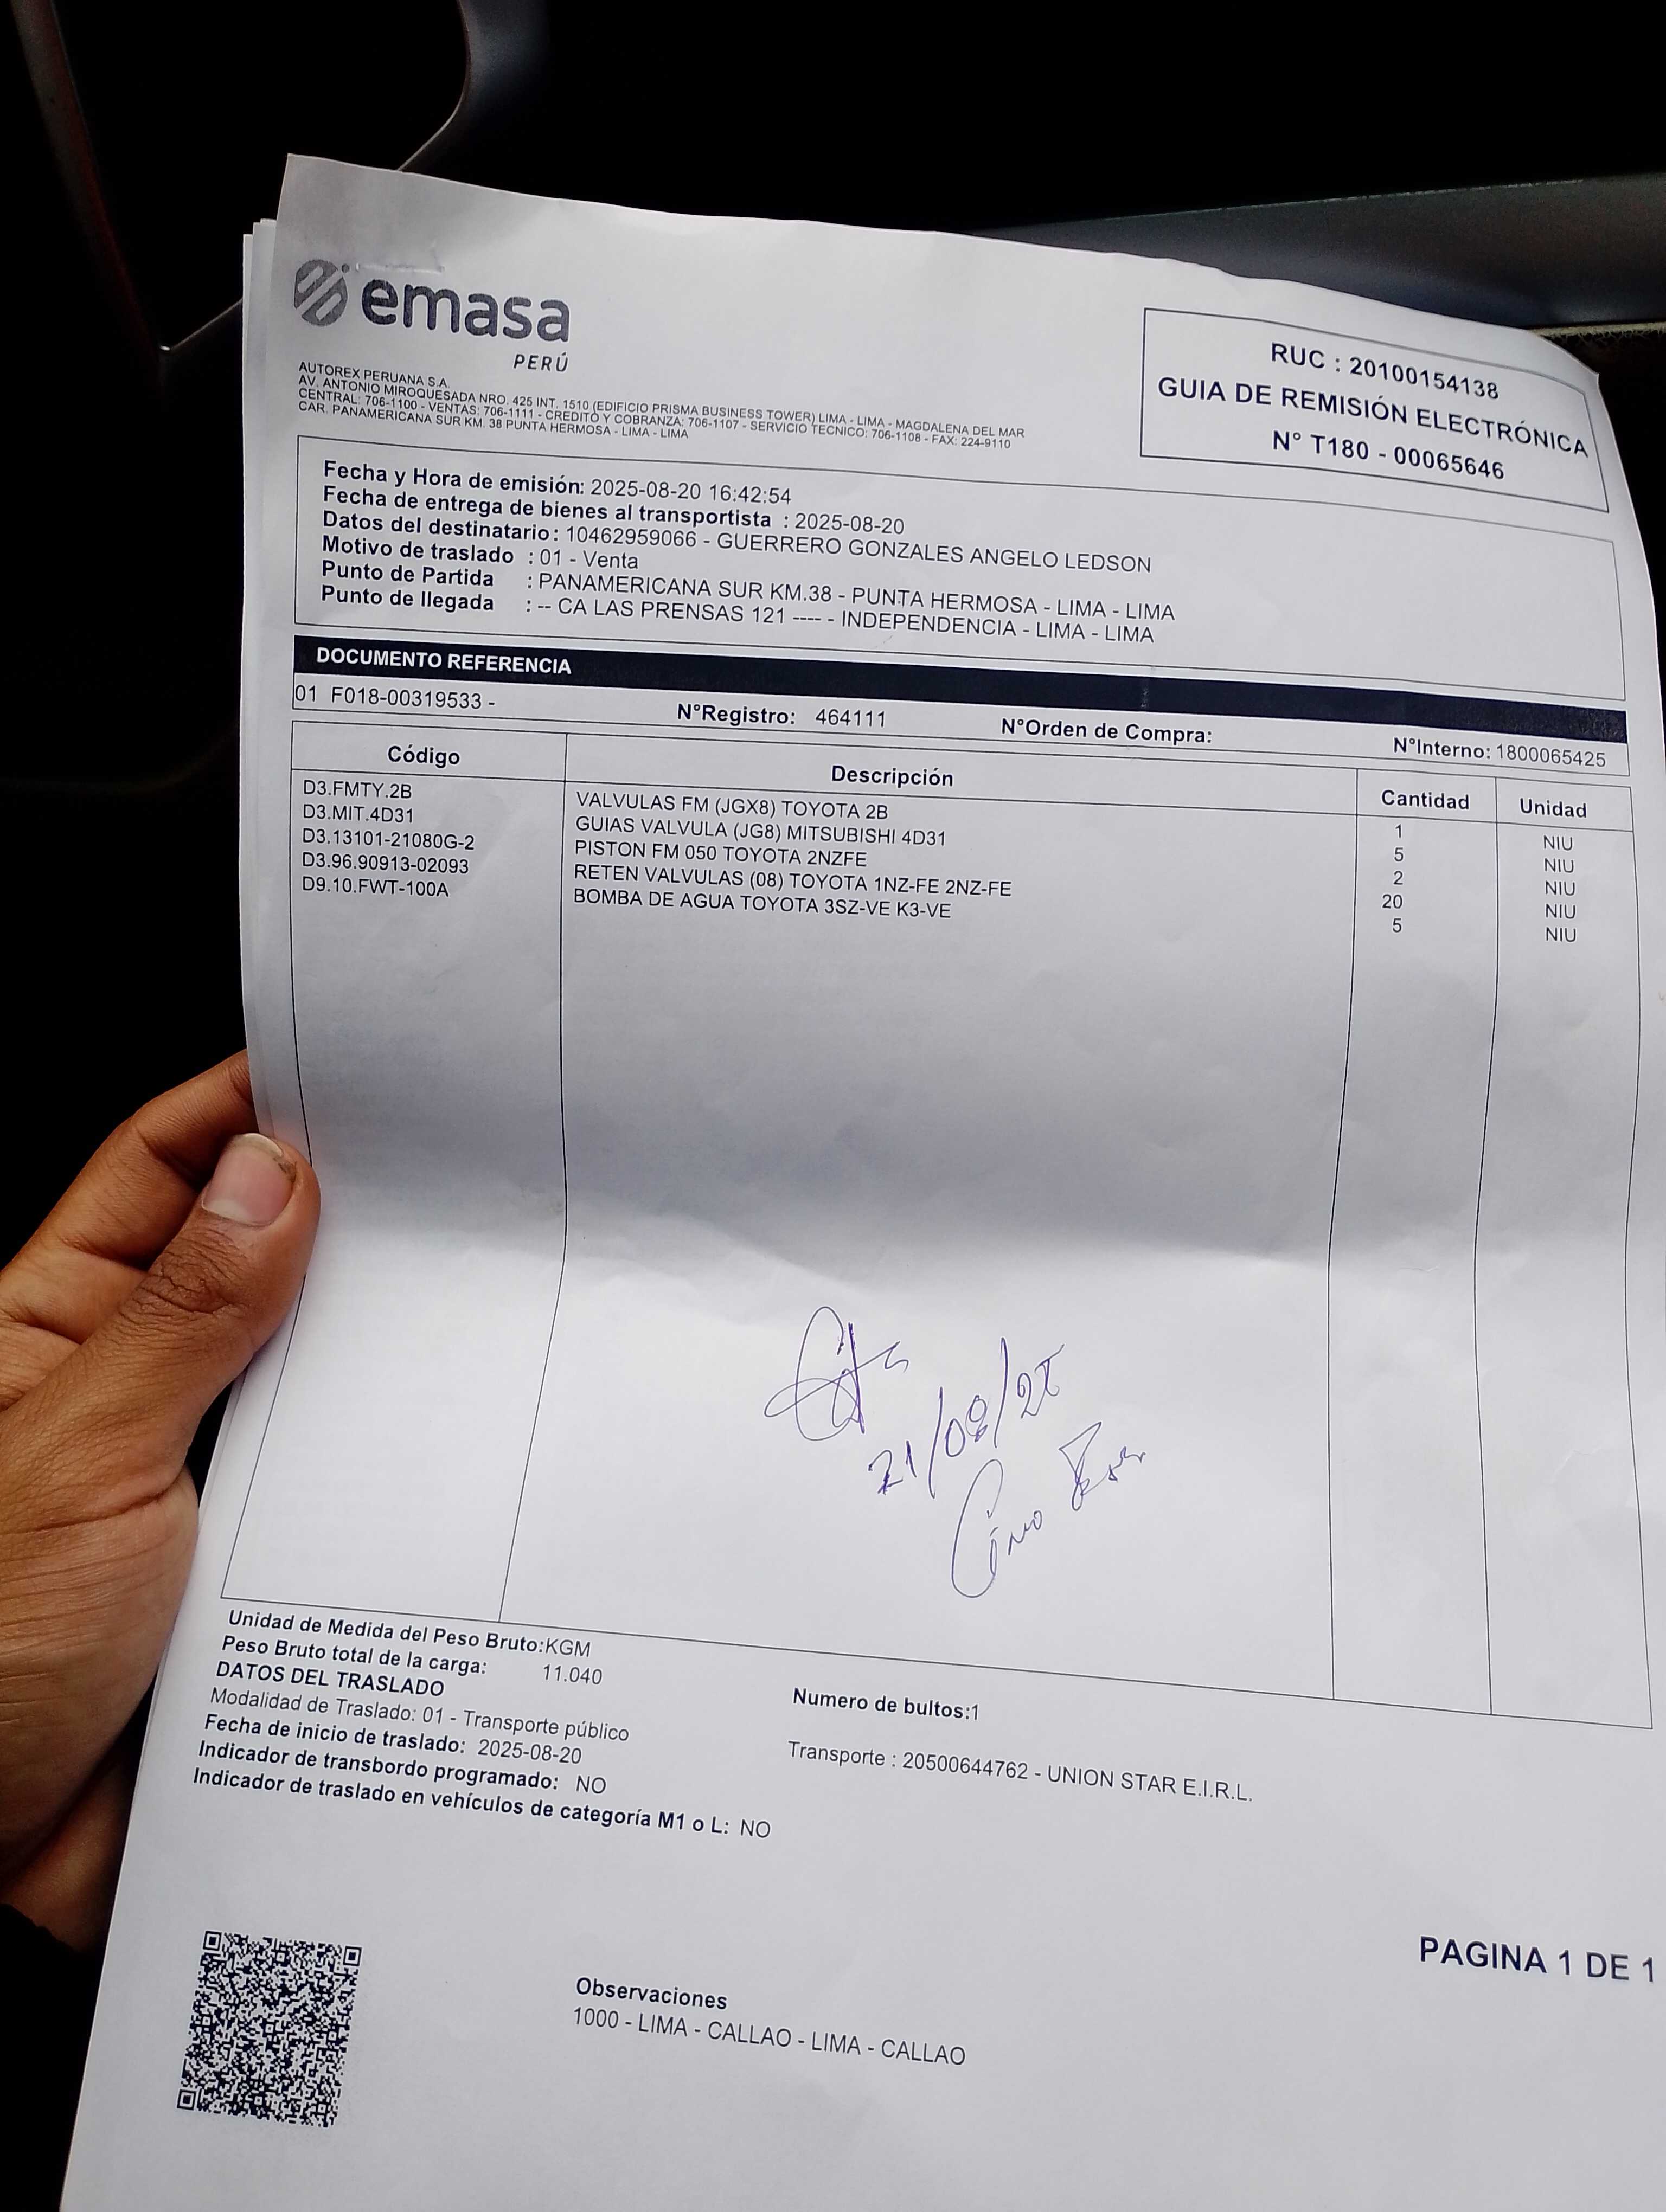 emasa
PERÚ
AUTOREX PERUANA S.A.
AV. ANTONIO MIROQUESADA NRO. 425 INT. 1510 (EDIFICIO PRISMA BUSINESS TOWER) LIMA - LIMA - MAGDALENA DEL MAR
CENTRAL: 706-1100 - VENTAS: 706-1111 - CREDITO Y COBRANZA: 706-1107 - SERVICIO TECNICO: 706-1108 - FAX: 224-9110
CAR. PANAMERICANA SUR KM. 38 PUNTA HERMOSA - LIMA - LIMA
RUC : 20100154138
GUIA DE REMISIÓN ELECTRÓNICA
N° T180 - 00065646
Fecha y Hora de emisión: 2025-08-20 16:42:54
Fecha de entrega de bienes al transportista : 2025-08-20
Datos del destinatario : 10462959066 - GUERRERO GONZALES ANGELO LEDSON
Motivo de traslado : 01 - Venta
Punto de Partida : PANAMERICANA SUR KM.38 - PUNTA HERMOSA - LIMA - LIMA
Punto de llegada : -- CA LAS PRENSAS 121 ---- - INDEPENDENCIA - LIMA - LIMA
DOCUMENTO REFERENCIA
01 F018-00319533 - N°Registro: 464111 N°Orden de Compra: N°Interno: 1800065425
Código Descripción Cantidad Unidad
D3.FMTY.2B VALVULAS FM (JGX8) TOYOTA 2B 1 NIU
D3.MIT.4D31 GUIAS VALVULA (JG8) MITSUBISHI 4D31 5 NIU
D3.13101-21080G-2 PISTON FM 050 TOYOTA 2NZFE 2 NIU
D3.96.90913-02093 RETEN VALVULAS (08) TOYOTA 1NZ-FE 2NZ-FE 20 NIU
D9.10.FWT-100A BOMBA DE AGUA TOYOTA 3SZ-VE K3-VE 5 NIU
21/08/25
Unidad de Medida del Peso Bruto:KGM
Peso Bruto total de la carga: 11.040
DATOS DEL TRASLADO Numero de bultos:1
Modalidad de Traslado: 01 - Transporte público
Fecha de inicio de traslado: 2025-08-20 Transporte : 20500644762 - UNION STAR E.I.R.L.
Indicador de transbordo programado: NO
Indicador de traslado en vehículos de categoría M1 o L: NO
PAGINA 1 DE 1
Observaciones
1000 - LIMA - CALLAO - LIMA - CALLAO